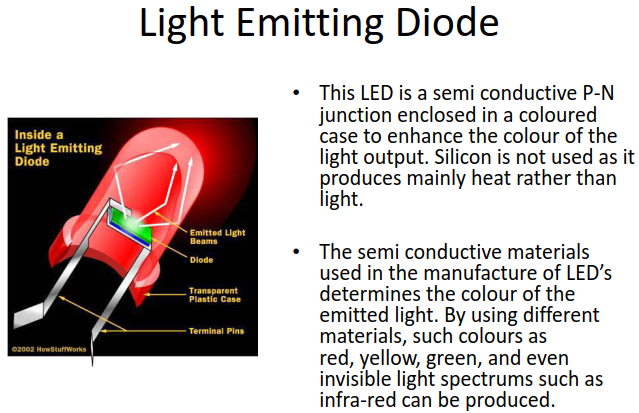 Light Emitting Diode
Inside a
Light Emitting
Diode
Emitted Light
Beams
Diode
Transparent
Plastic Case
Terminal Pins
©2002 HowStuffWorks
• This LED is a semi conductive P-N
junction enclosed in a coloured
case to enhance the colour of the
light output. Silicon is not used as it
produces mainly heat rather than
light.
• The semi conductive materials
used in the manufacture of LED’s
determines the colour of the
emitted light. By using different
materials, such colours as
red, yellow, green, and even
invisible light spectrums such as
infra-red can be produced.